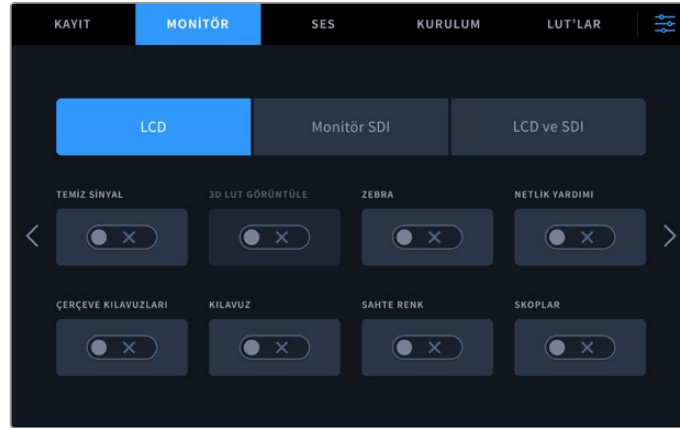 KAYIT MONİTÖR SES KURULUM LUT'LAR
LCD Monitör SDI LCD ve SDI
TEMİZ SİNYAL 3D LUT GÖRÜNTÜLE ZEBRA NETLİK YARDIMI
ÇERÇEVE KILAVUZLARI KILAVUZ SAHTE RENK SKOPLAR